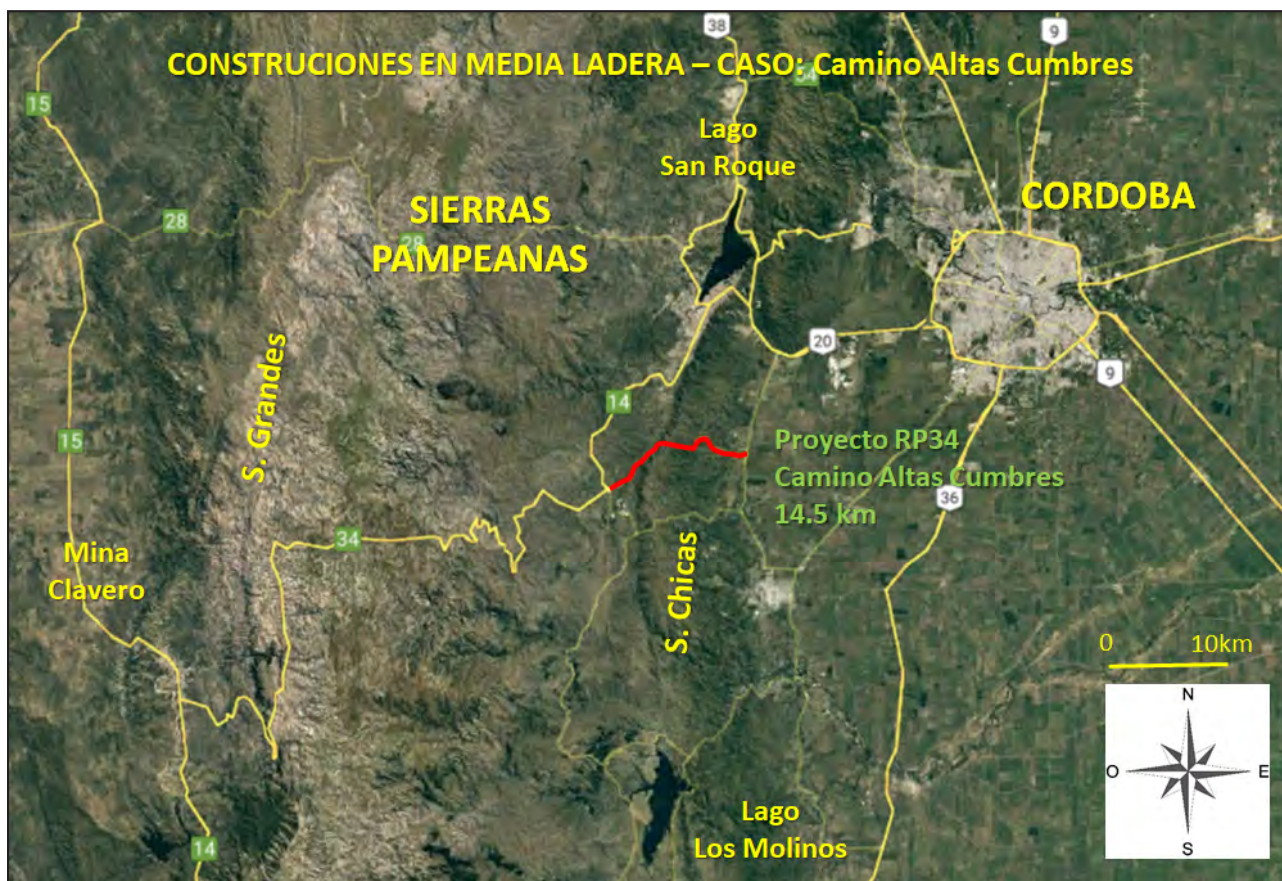 38
9
CONSTRUCIONES EN MEDIA LADERA – CASO: Camino Altas Cumbres
54
15
Lago
San Roque
CORDOBA
SIERRAS
PAMPEANAS
28
28
20
S. Grandes
9
14
15
Proyecto RP34
Camino Altas Cumbres
14.5 km
36
34
Mina
Clavero
S. Chicas
0 10km
N
O E
S
Lago
Los Molinos
14